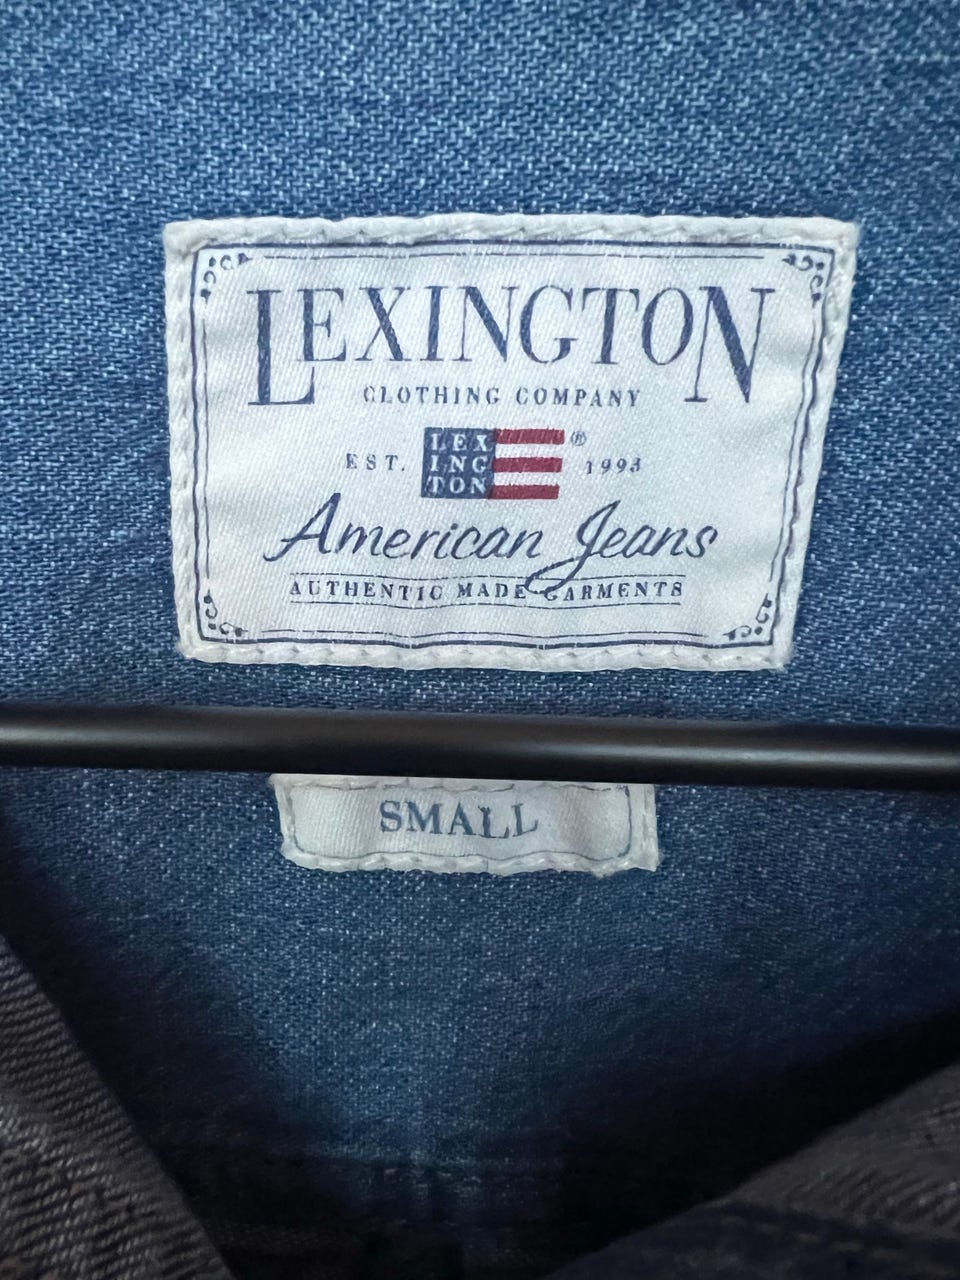 LEXINGTON
CLOTHING COMPANY
EST. LEX ING TON ® 1993
American Jeans
AUTHENTIC MADE GARMENTS
SMALL